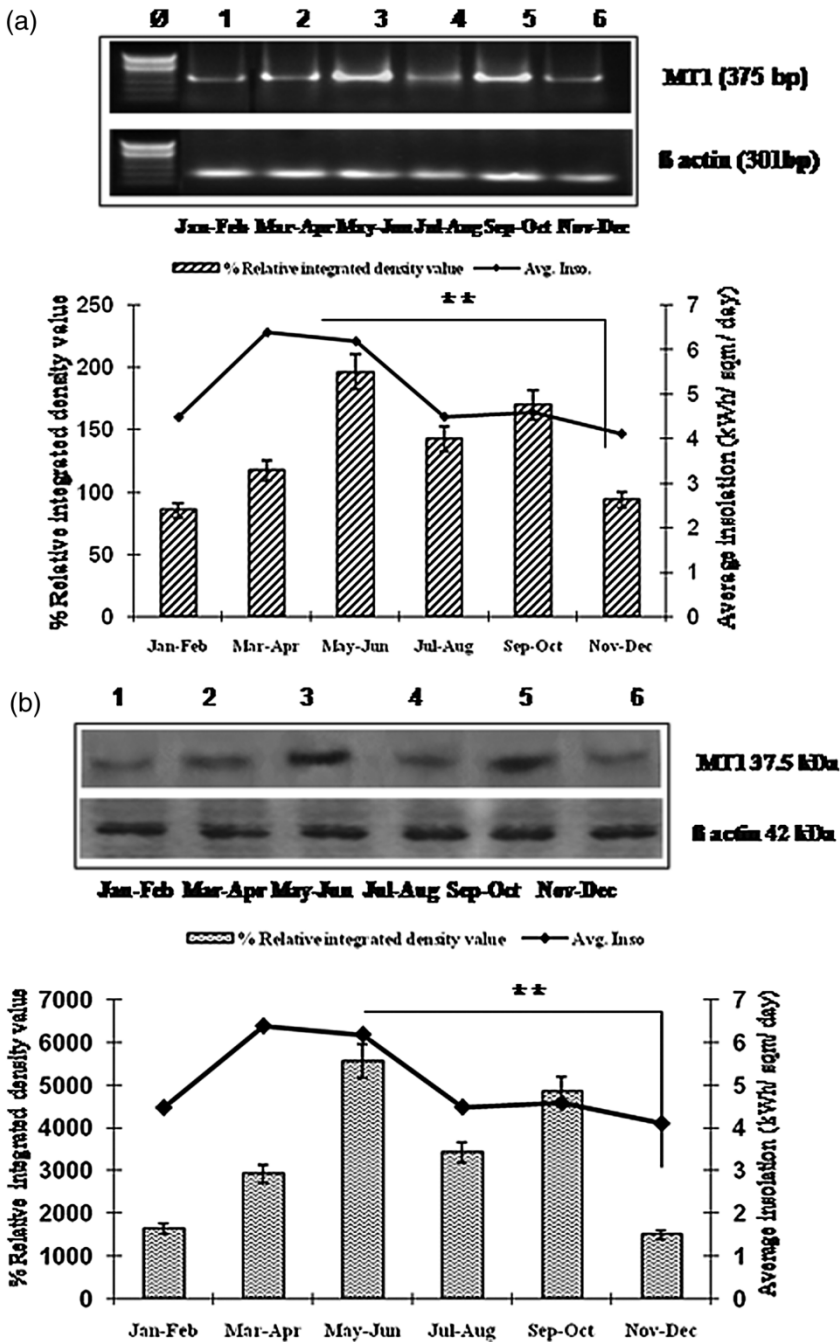 (a)
Ø 1 2 3 4 5 6
MT1 (375 bp)
ß actin (301bp)
Jan-Feb Mar-Apr May-Jun Jul-Aug Sep-Oct Nov-Dec
% Relative integrated density value Avg. Inso.
**
% Relative integrated density value
250
200
150
100
50
0
7
6
5
4
3
2
1
0
Average insolation (kWh/ sqm/ day)
Jan-Feb Mar-Apr May-Jun Jul-Aug Sep-Oct Nov-Dec
(b)
1 2 3 4 5 6
MT1 37.5 kDa
ß actin 42 kDa
Jan-Feb Mar-Apr May-Jun Jul-Aug Sep-Oct Nov-Dec
% Relative integrated density value Avg. Inso
**
% Relative integrated density value
7000
6000
5000
4000
3000
2000
1000
0
7
6
5
4
3
2
1
0
Average insolation (kWh/ sqm/ day)
Jan-Feb Mar-Apr May-Jun Jul-Aug Sep-Oct Nov-Dec